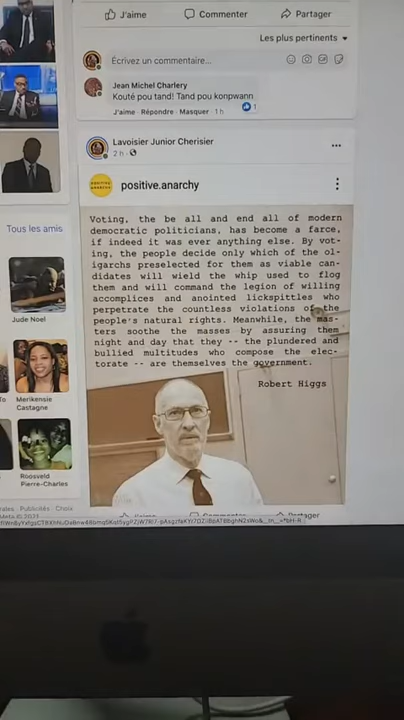 J'aime
Commenter
Partager
Les plus pertinents
Écrivez un commentaire...
Jean Michel Charlery
Kouté pou tand! Tand pou konpwann
1
J'aime · Répondre · Masquer · 1 h
Lavoisier Junior Cherisier
2 h ·
positive.anarchy
Voting, the be all and end all of modern
democratic politicians, has become a farce,
if indeed it was ever anything else. By vot-
ing, the people decide only which of the ol-
igarchs preselected for them as viable can-
didates will wield the whip used to flog
them and will command the legion of willing
accomplices and anointed lickspittles who
perpetrate the countless violations of the
people's natural rights. Meanwhile, the mas-
ters soothe the masses by assuring them
night and day that they -- the plundered and
bullied multitudes who compose the elec-
torate -- are themselves the government.
Robert Higgs
Tous les amis
Jude Noel
Merikensie
Castagne
Roosveld
Pierre-Charles
Publicités · Choix
J'aime
Commenter
Partager